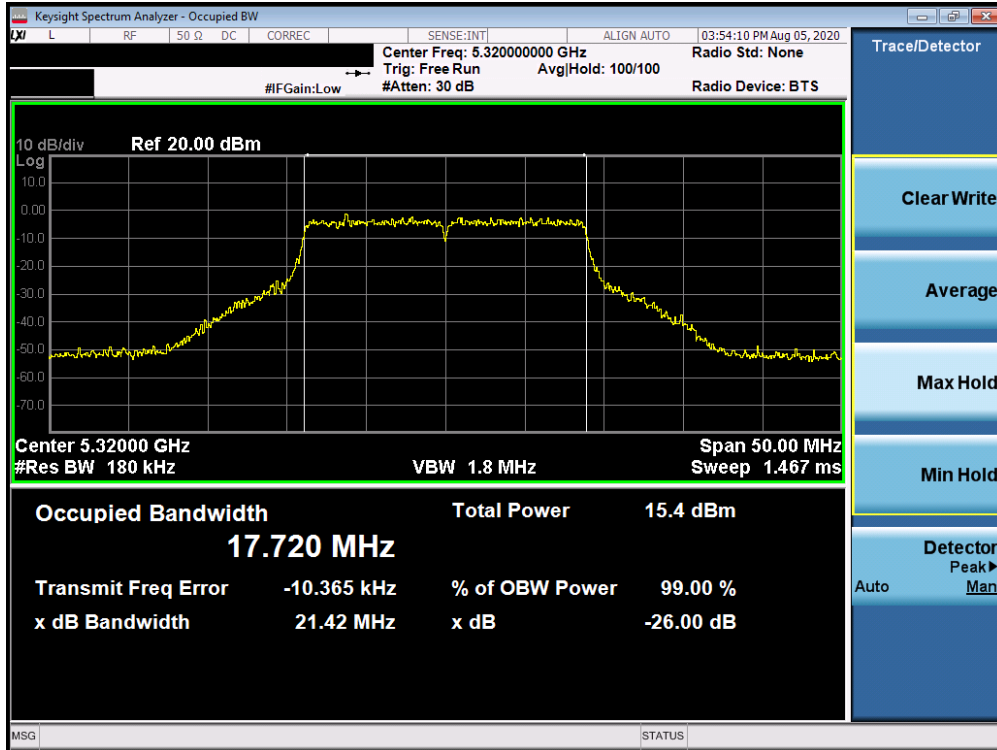 Keysight Spectrum Analyzer - Occupied BW
LXI L RF 50 Ω DC CORREC SENSE:INT ALIGN AUTO 03:54:10 PM Aug 05, 2020
Center Freq: 5.320000000 GHz Radio Std: None
Trig: Free Run Avg|Hold: 100/100
#IFGain:Low #Atten: 30 dB Radio Device: BTS
Trace/Detector
10 dB/div Ref 20.00 dBm
Log
10.0
0.00
-10.0
-20.0
-30.0
-40.0
-50.0
-60.0
-70.0
Center 5.32000 GHz Span 50.00 MHz
#Res BW 180 kHz VBW 1.8 MHz Sweep 1.467 ms
Occupied Bandwidth Total Power 15.4 dBm
17.720 MHz
Transmit Freq Error -10.365 kHz % of OBW Power 99.00 %
x dB Bandwidth 21.42 MHz x dB -26.00 dB
Clear Write
Average
Max Hold
Min Hold
Detector
Peak▶
Auto Man
MSG STATUS